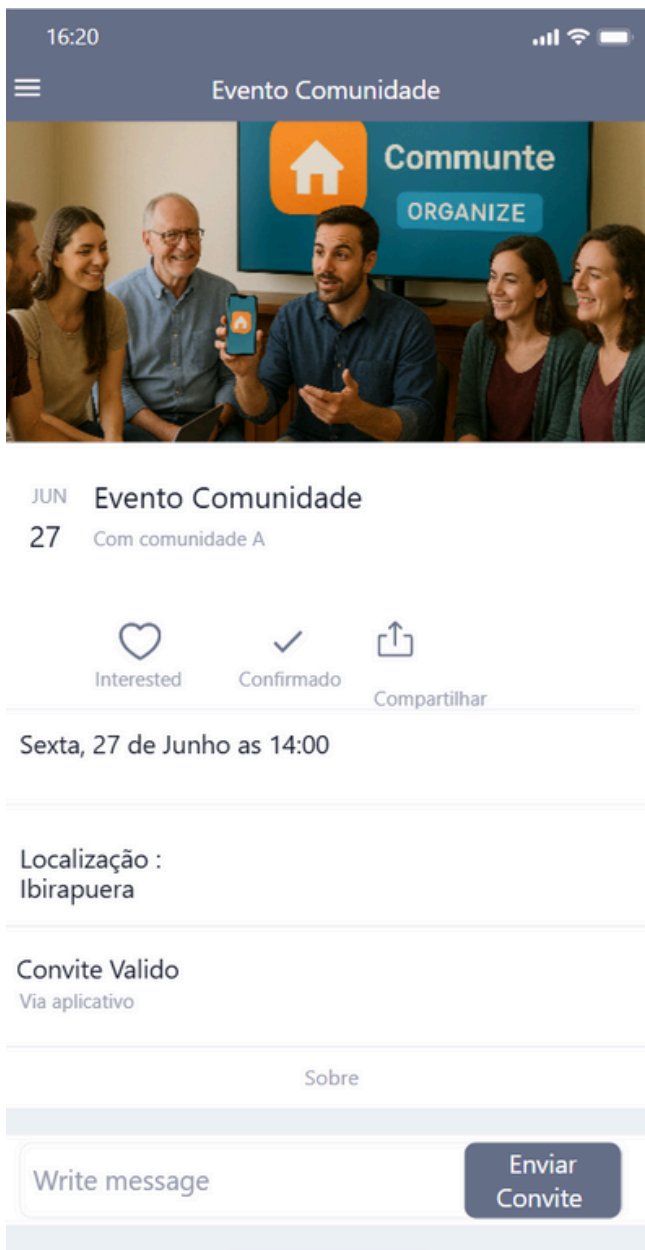 16:20
Evento Comunidade
Communte
ORGANIZE
JUN
Evento Comunidade
27
Com comunidade A
Interested
Confirmado
Compartilhar
Sexta, 27 de Junho as 14:00
Localização :
Ibirapuera
Convite Valido
Via aplicativo
Sobre
Write message
Enviar
Convite